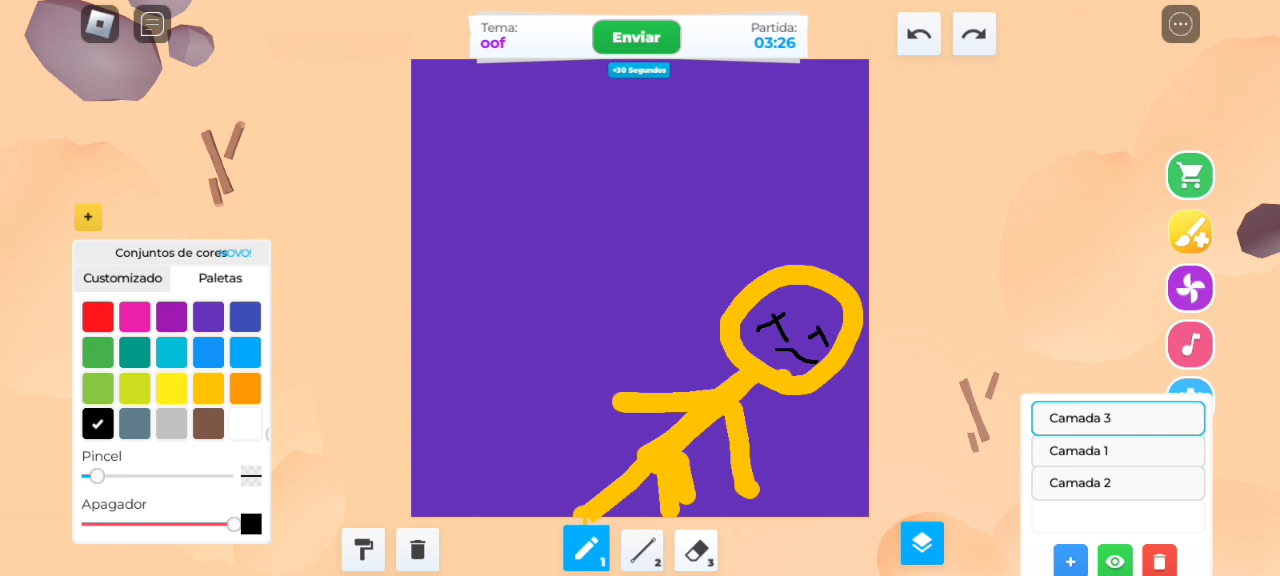 Tema:
oof
Enviar
Partida:
03:26
+30 Segundos
+
Conjuntos de cores NOVO!
Customizado
Paletas
Pincel
Apagador
1
2
3
Camada 3
Camada 1
Camada 2
+